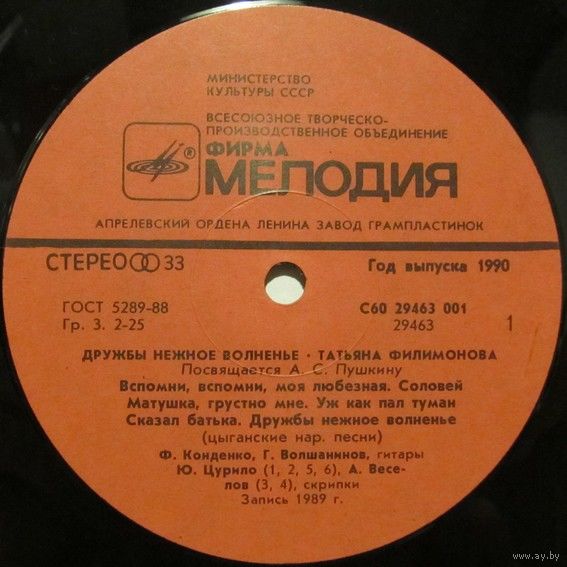 МИНИСТЕРСТВО
КУЛЬТУРЫ СССР
ВСЕСОЮЗНОЕ ТВОРЧЕСКО-
ПРОИЗВОДСТВЕННОЕ ОБЪЕДИНЕНИЕ
ФИРМА
МЕЛОДИЯ
АПРЕЛЕВСКИЙ ОРДЕНА ЛЕНИНА ЗАВОД ГРАМПЛАСТИНОК
СТЕРЕО 33 Год выпуска 1990
ГОСТ 5289-88 С60 29463 001
Гр. 3. 2-25 29463 1
ДРУЖБЫ НЕЖНОЕ ВОЛНЕНЬЕ · ТАТЬЯНА ФИЛИМОНОВА
Посвящается А. С. Пушкину
Вспомни, вспомни, моя любезная. Соловей
Матушка, грустно мне. Уж как пал туман
Сказал батька. Дружбы нежное волненье
(цыганские нар. песни)
Ф. Конденко, Г. Волшанинов, гитары
Ю. Цурило (1, 2, 5, 6), А. Весе-
лов (3, 4), скрипки
Запись 1989 г.
www.ay.by